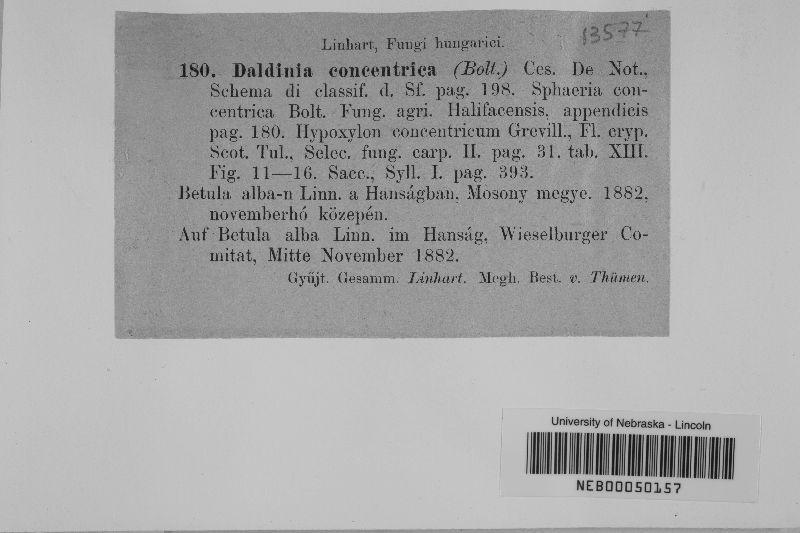 13577
Linhart, Fungi hungarici.
180. Daldinia concentrica (Bolt.) Ces. De Not.,
Schema di classif. d. Sf. pag. 198. Sphaeria con-
centrica Bolt. Fung. agri. Halifacensis, appendicis
pag. 180. Hypoxylon concentricum Grevill., Fl. cryp.
Scot. Tul., Selec. fung. carp. II. pag. 31. tab. XIII.
Fig. 11—16. Sacc., Syll. I. pag. 393.
Betula alba-n Linn. a Hanságban, Mosony megye. 1882,
novemberhó közepén.
Auf Betula alba Linn. im Hanság, Wieselburger Co-
mitat, Mitte November 1882.
Gyüjt. Gesamm. Linhart. Megh. Best. v. Thümen.
University of Nebraska - Lincoln
NEB00050157